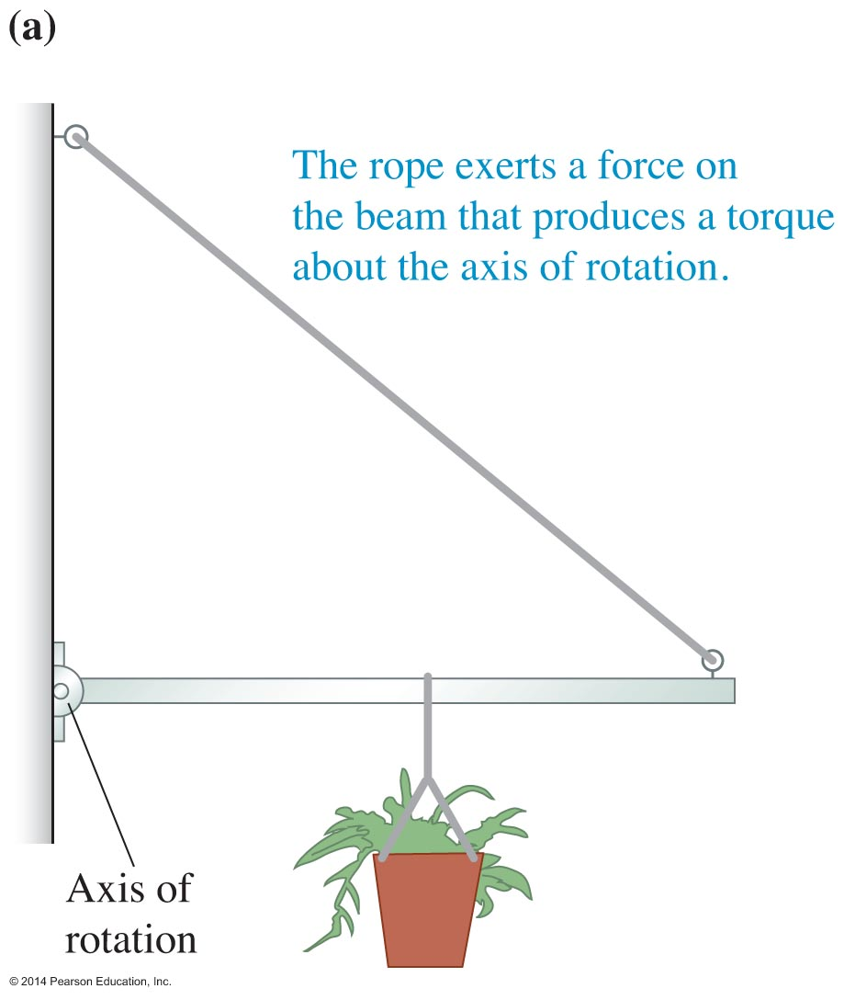 (a)
The rope exerts a force on
the beam that produces a torque
about the axis of rotation.
Axis of
rotation
© 2014 Pearson Education, Inc.